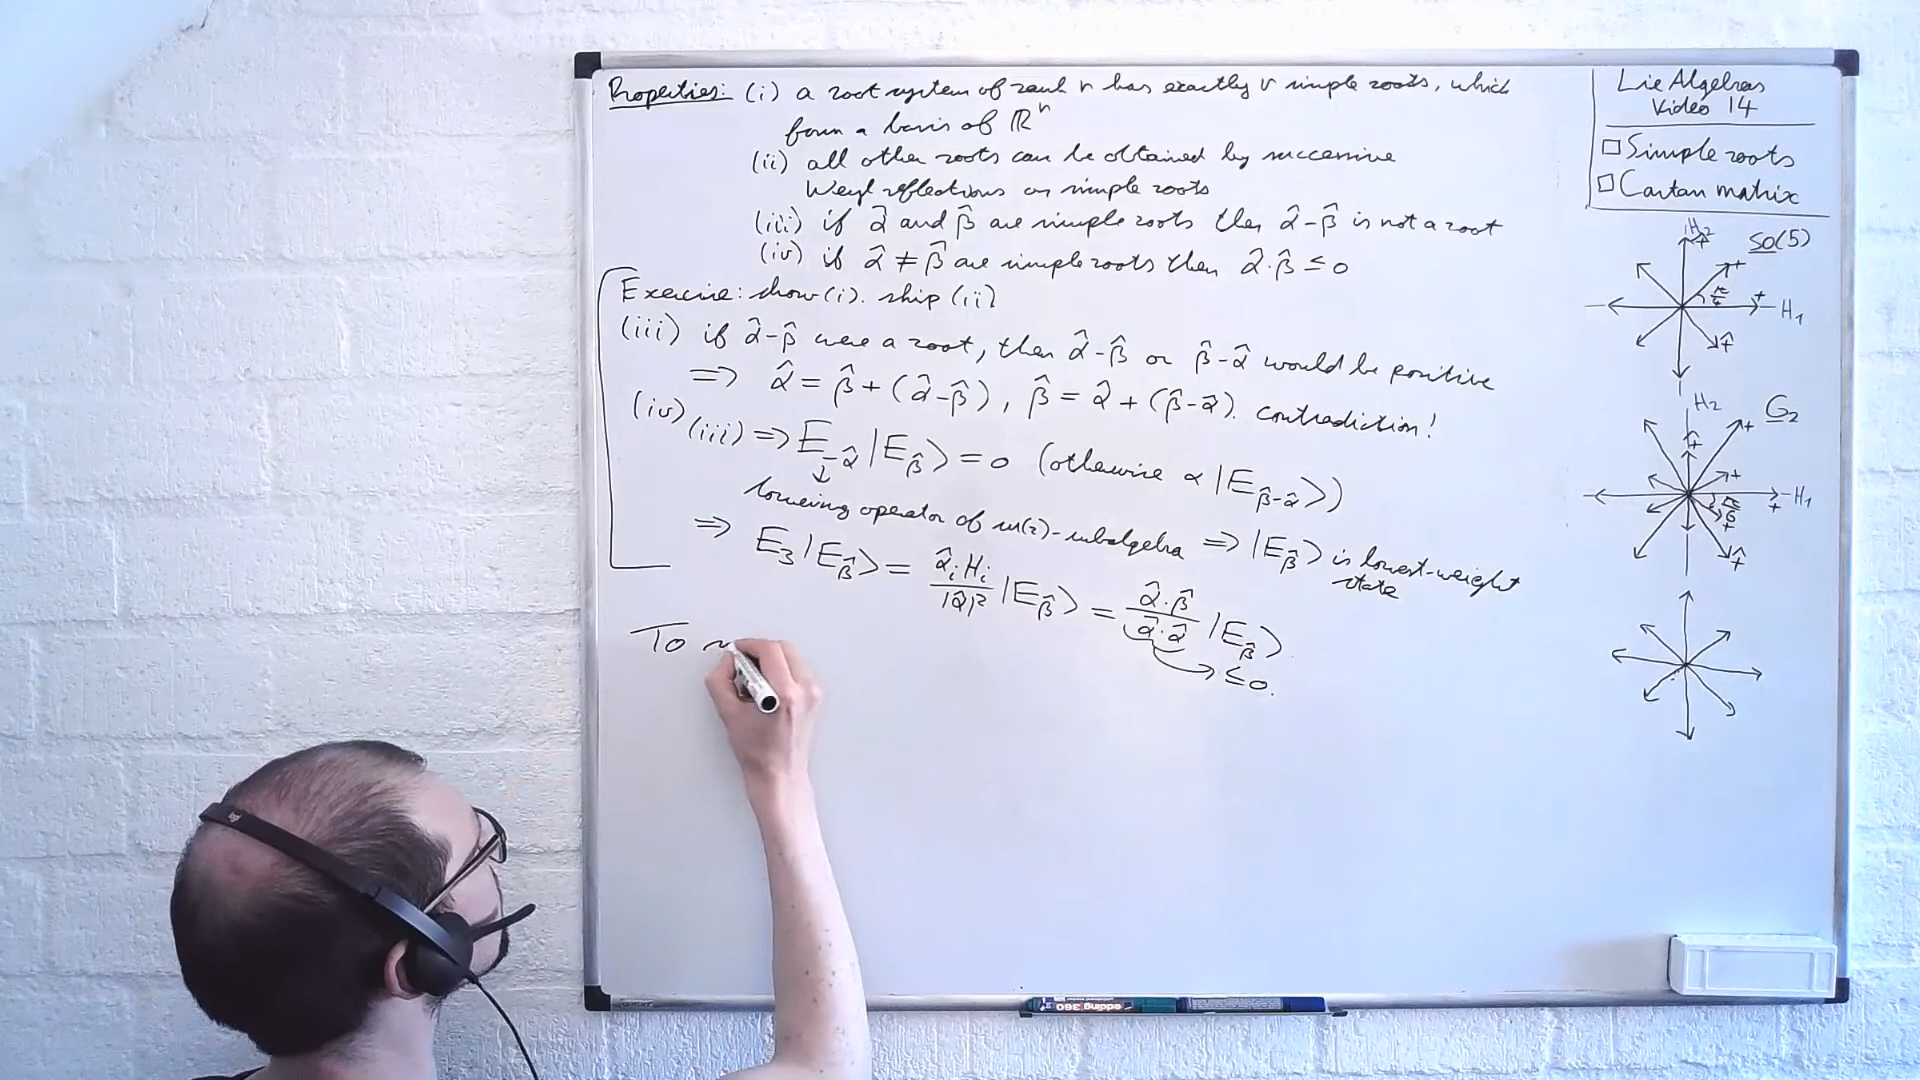 Properties: (i) a root system of rank r has exactly r simple roots, which
form a basis of ℝ^r
(ii) all other roots can be obtained by successive
Weyl reflections on simple roots
(iii) if α̂ and β̂ are simple roots then α̂-β̂ is not a root
(iv) if α̂ ≠ β̂ are simple roots then α̂·β̂ ≤ 0
Exercise: show (i). skip (ii)
(iii) if α̂-β̂ were a root, then α̂-β̂ or β̂-α̂ would be positive
⇒ α̂ = β̂ + (α̂-β̂), β̂ = α̂ + (β̂-α̂). contradiction!
(iv) (iii) ⇒ E_{-α̂} |E_β̂⟩ = 0 (otherwise ∝ |E_{β̂-α̂}⟩)
↓
lowering operator of su(2)-subalgebra ⇒ |E_β̂⟩ is lowest-weight
state
⇒ E_3 |E_β̂⟩ = α̂_i H_i / |α̂|² |E_β̂⟩ = α̂·β̂ / α̂·α̂ |E_β̂⟩
→ ≤ 0.
To
Lie Algebras
Video 14
□ Simple roots
□ Cartan matrix
H_2
SO(5)
+
+
π/4
+
H_1
+̂
H_2
G_2
+
+̂
+
H_1
π/6
+
+
+̂
edding 360